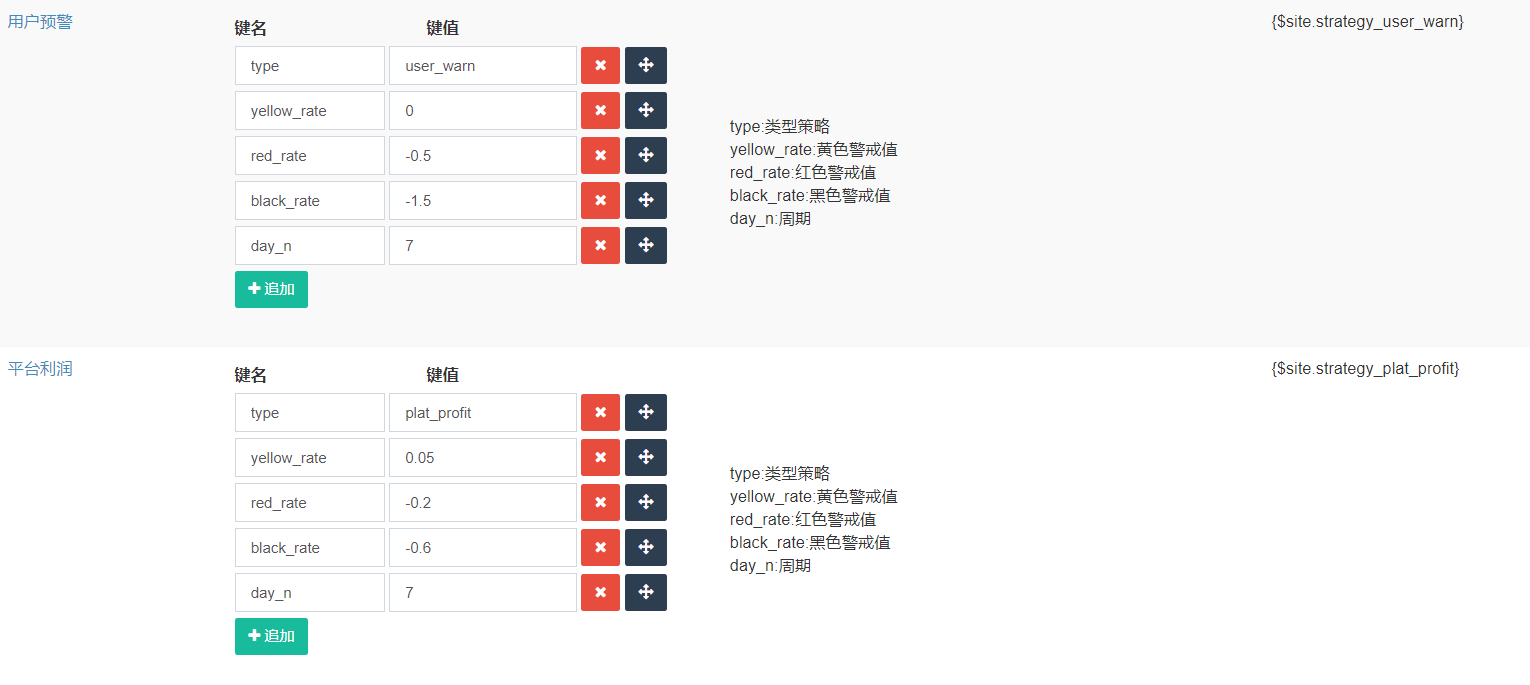 用户预警
键名 键值
{$site.strategy_user_warn}
type user_warn
yellow_rate 0
red_rate -0.5
black_rate -1.5
day_n 7
追加
type:类型策略
yellow_rate:黄色警戒值
red_rate:红色警戒值
black_rate:黑色警戒值
day_n:周期
平台利润
键名 键值
{$site.strategy_plat_profit}
type plat_profit
yellow_rate 0.05
red_rate -0.2
black_rate -0.6
day_n 7
追加
type:类型策略
yellow_rate:黄色警戒值
red_rate:红色警戒值
black_rate:黑色警戒值
day_n:周期